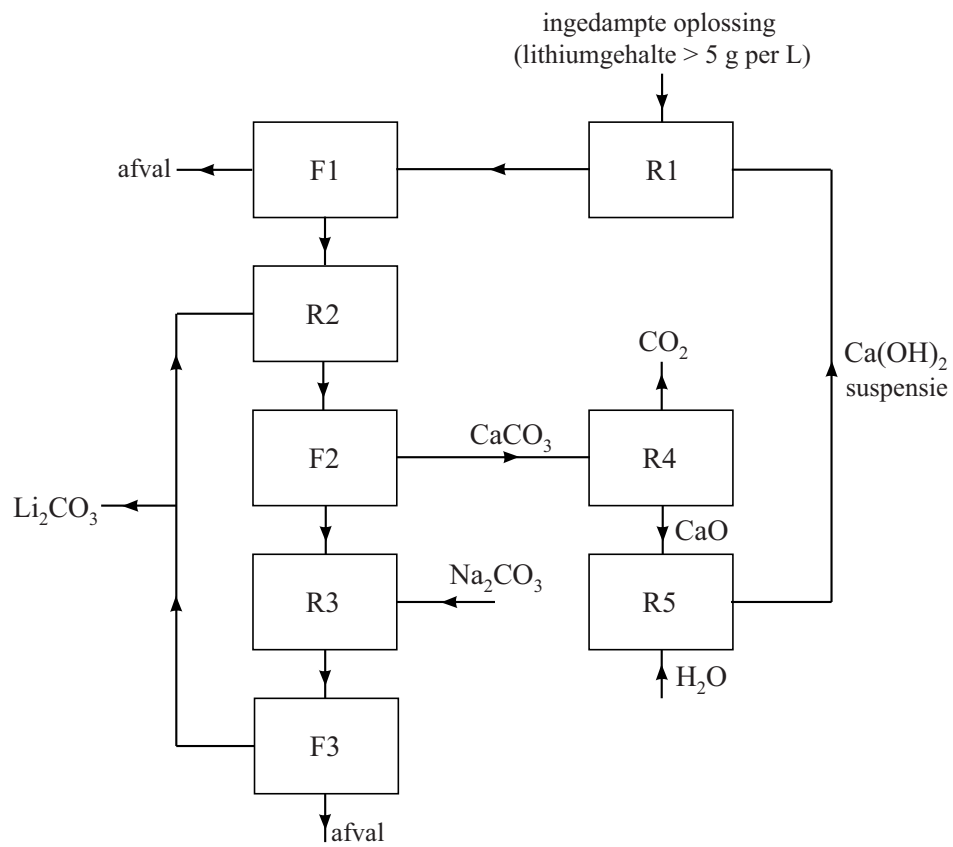 ingedampte oplossing
(lithiumgehalte > 5 g per L)
afval
F1
R1
R2
CO₂
Ca(OH)₂
suspensie
F2
CaCO₃
R4
Li₂CO₃
CaO
R3
Na₂CO₃
R5
H₂O
F3
afval